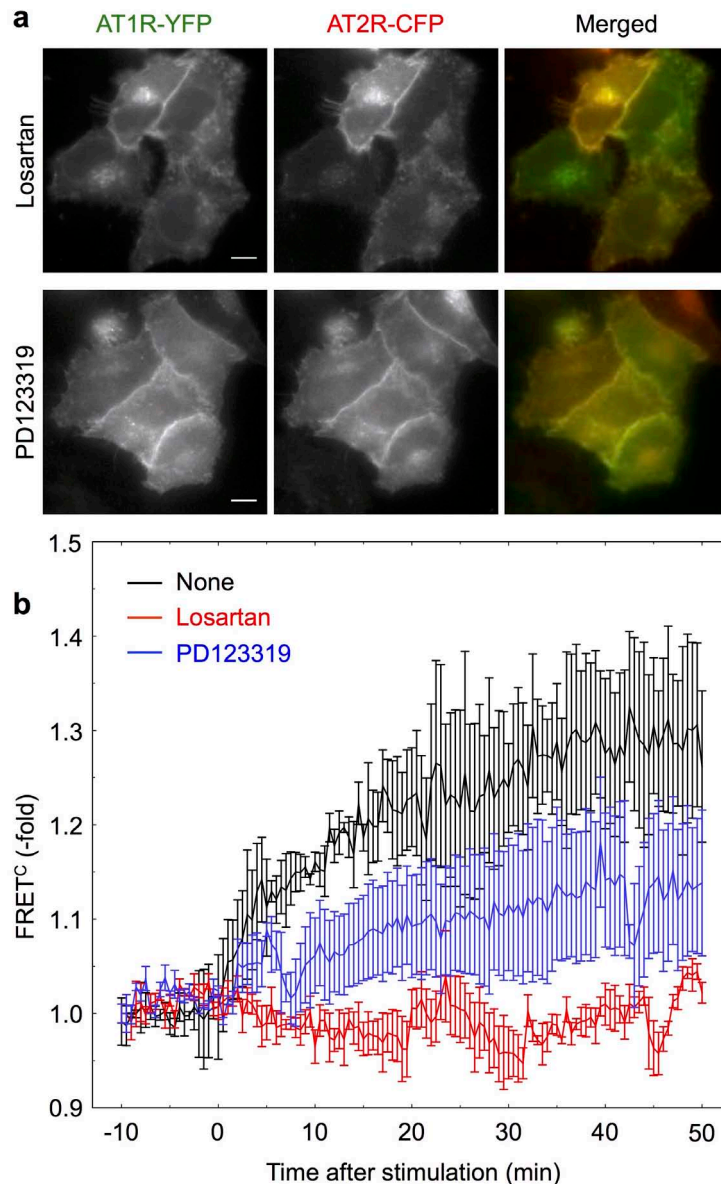 a
AT1R-YFP AT2R-CFP Merged
Losartan
PD123319
b
1.5
1.4
1.3
1.2
1.1
1.0
0.9
FRETC (-fold)
None
Losartan
PD123319
-10 0 10 20 30 40 50
Time after stimulation (min)